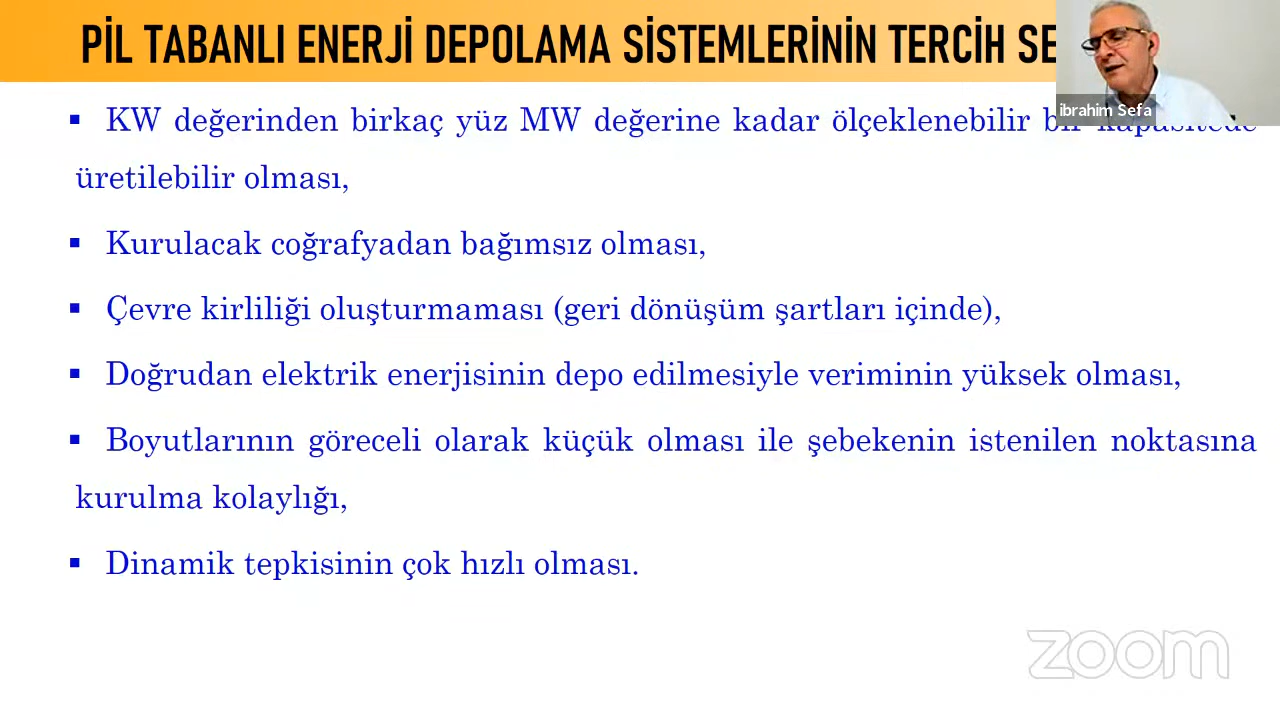 PİL TABANLI ENERJİ DEPOLAMA SİSTEMLERİNİN TERCİH
ibrahim Sefa
▪ KW değerinden birkaç yüz MW değerine kadar ölçeklenebilir bir kapasitede
üretilebilir olması,
▪ Kurulacak coğrafyadan bağımsız olması,
▪ Çevre kirliliği oluşturmaması (geri dönüşüm şartları içinde),
▪ Doğrudan elektrik enerjisinin depo edilmesiyle veriminin yüksek olması,
▪ Boyutlarının göreceli olarak küçük olması ile şebekenin istenilen noktasına
kurulma kolaylığı,
▪ Dinamik tepkisinin çok hızlı olması.
zoom